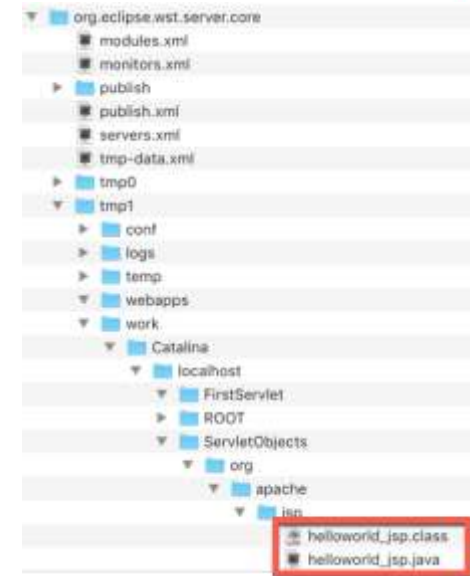 org.eclipse.wst.server.core
modules.xml
monitors.xml
publish
publish.xml
servers.xml
tmp-data.xml
tmp0
tmp1
conf
logs
temp
webapps
work
Catalina
localhost
FirstServlet
ROOT
ServletObjects
org
apache
jsp
helloworld_jsp.class
helloworld_jsp.java